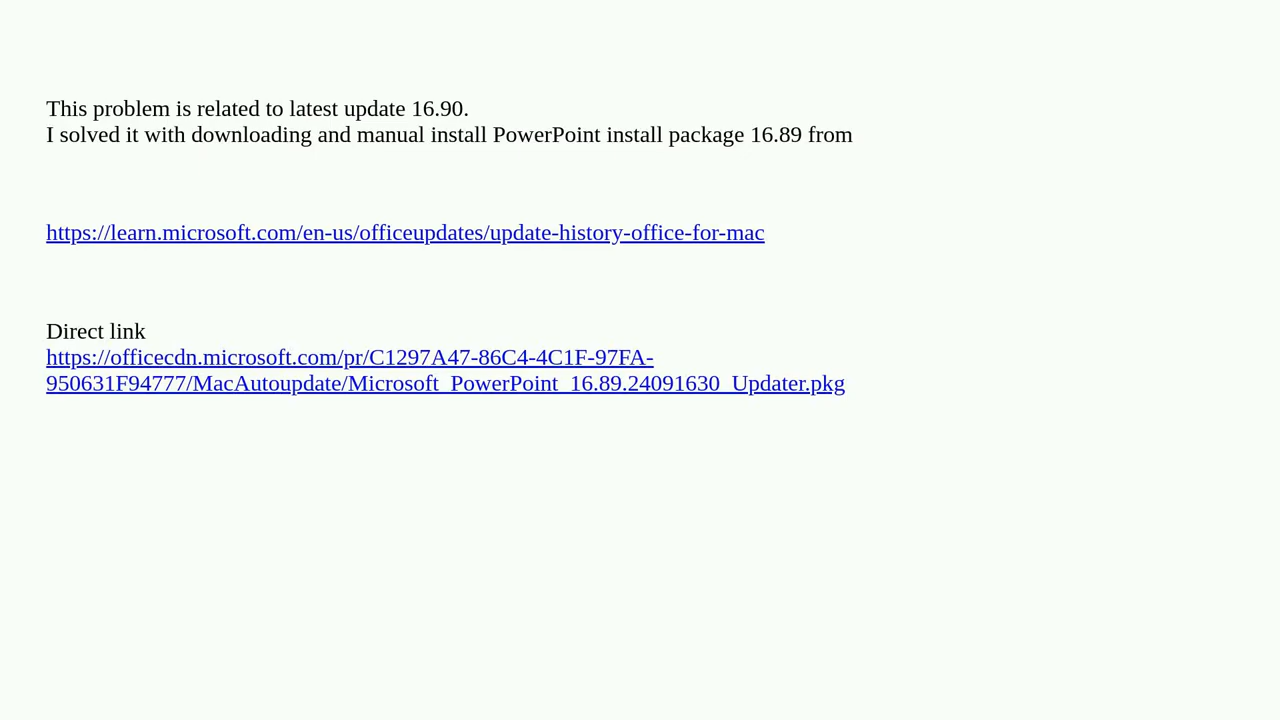 This problem is related to latest update 16.90.
I solved it with downloading and manual install PowerPoint install package 16.89 from
https://learn.microsoft.com/en-us/officeupdates/update-history-office-for-mac
Direct link
https://officecdn.microsoft.com/pr/C1297A47-86C4-4C1F-97FA-
950631F94777/MacAutoupdate/Microsoft_PowerPoint_16.89.24091630_Updater.pkg